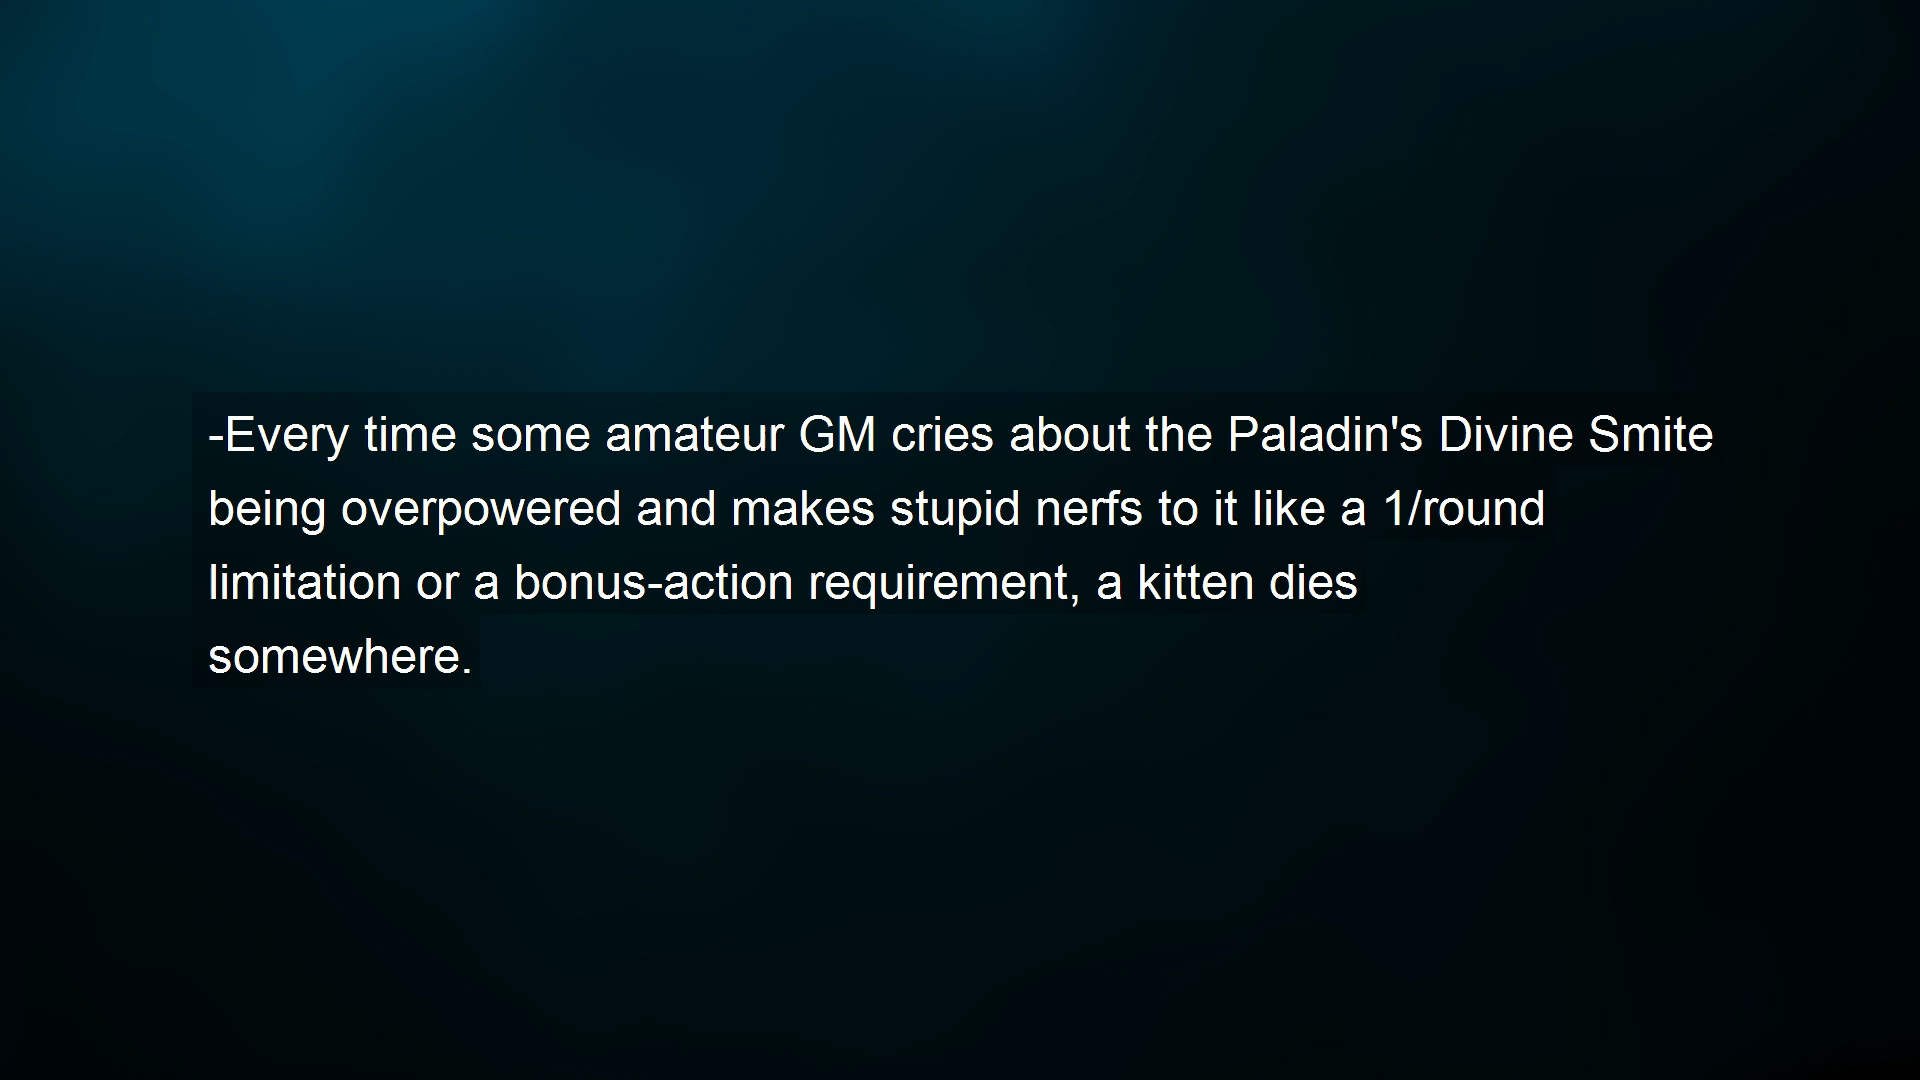 -Every time some amateur GM cries about the Paladin's Divine Smite
being overpowered and makes stupid nerfs to it like a 1/round
limitation or a bonus-action requirement, a kitten dies
somewhere.